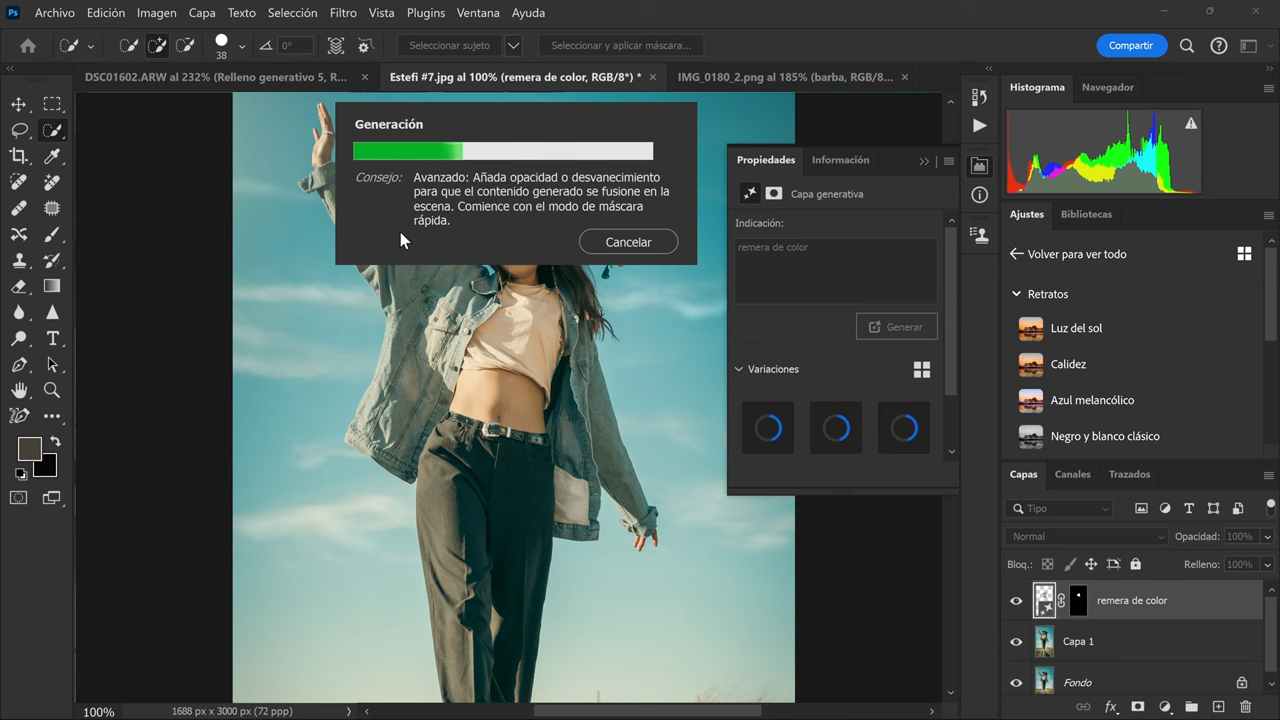 Ps Archivo Edición Imagen Capa Texto Selección Filtro Vista Plugins Ventana Ayuda
38 0° Seleccionar sujeto Seleccionar y aplicar máscara... Compartir
DSC01602.ARW al 232% (Relleno generativo 5, R... × Estefi #7.jpg al 100% (remera de color, RGB/8*) * × IMG_0180_2.png al 185% (barba, RGB/8... ×
Generación
Consejo: Avanzado: Añada opacidad o desvanecimiento
para que el contenido generado se fusione en la
escena. Comience con el modo de máscara
rápida.
Cancelar
Propiedades Información
Capa generativa
Indicación:
remera de color
Generar
Variaciones
Histograma Navegador
Ajustes Bibliotecas
Volver para ver todo
Retratos
Luz del sol
Calidez
Azul melancólico
Negro y blanco clásico
Capas Canales Trazados
Tipo
Normal Opacidad: 100%
Bloq.: Relleno: 100%
remera de color
Capa 1
Fondo
100% 1688 px x 3000 px (72 ppp)